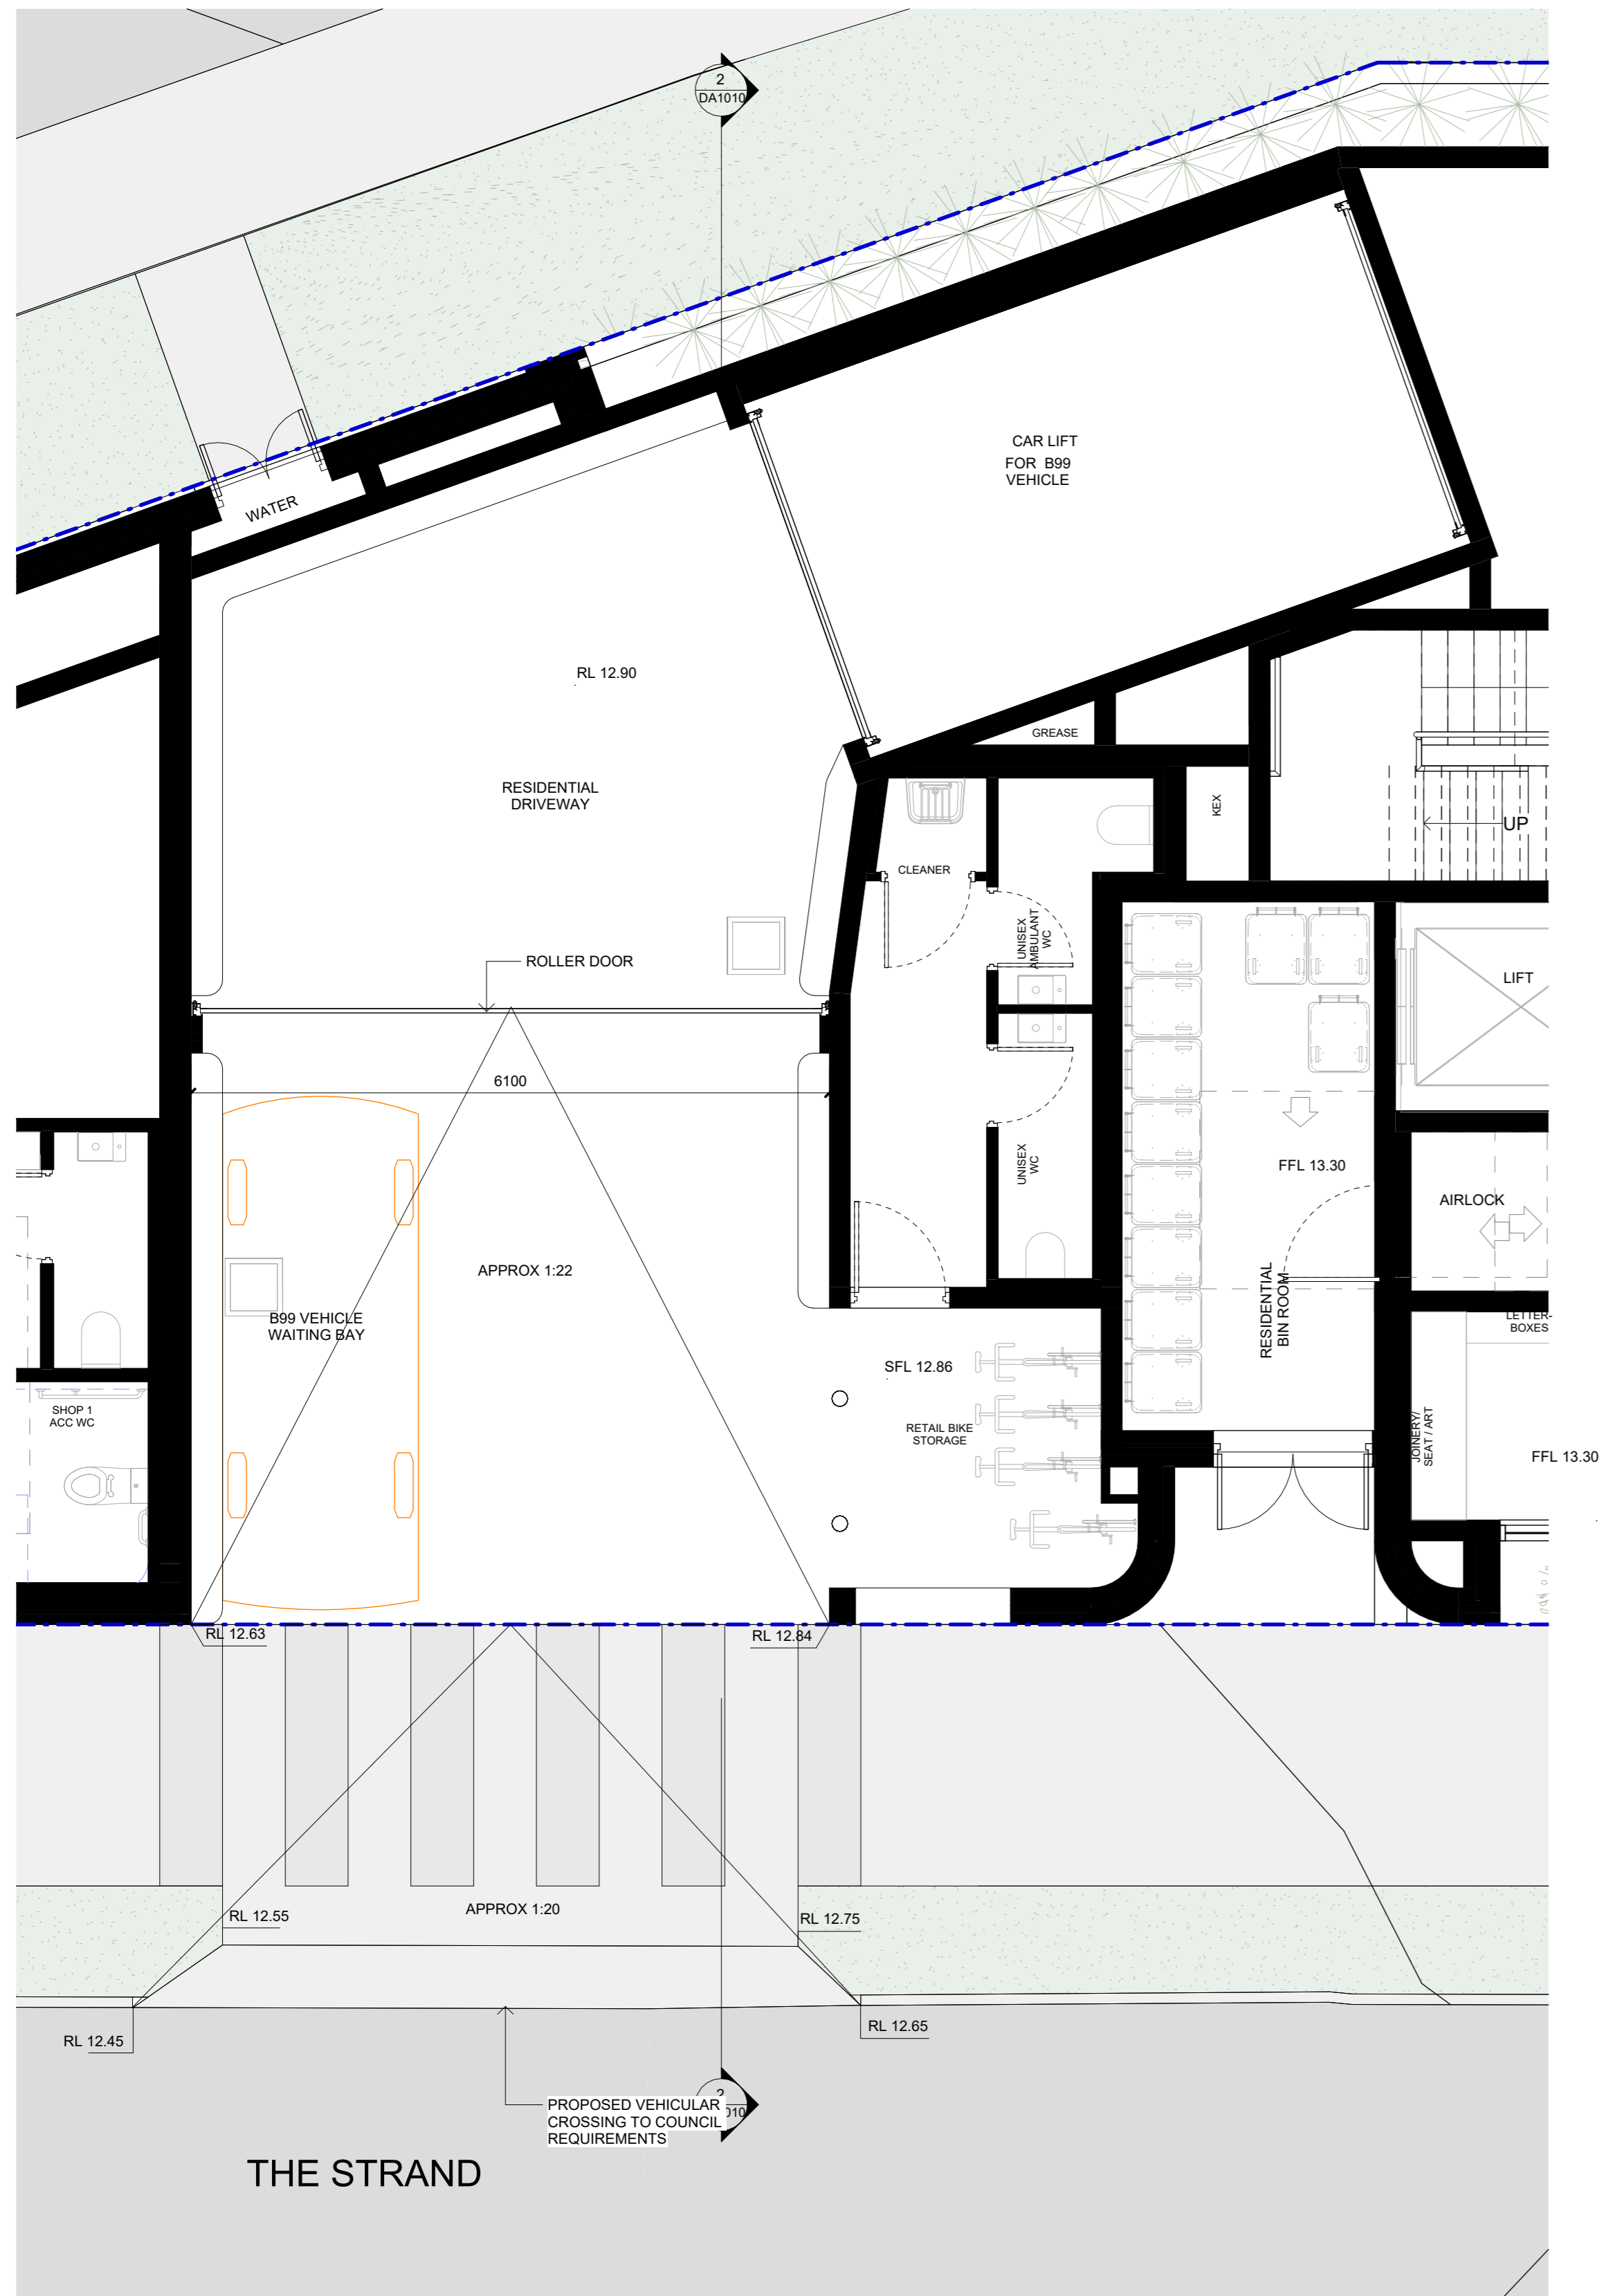 2
DA1010
WATER
CAR LIFT
FOR B99
VEHICLE
RL 12.90
GREASE
RESIDENTIAL
DRIVEWAY
KEX
UP
CLEANER
UNISEX
AMBULANT
WC
ROLLER DOOR
LIFT
6100
UNISEX
WC
FFL 13.30
AIRLOCK
APPROX 1:22
B99 VEHICLE
WAITING BAY
RESIDENTIAL
BIN ROOM
LETTER-
BOXES
SFL 12.86
SHOP 1
ACC WC
RETAIL BIKE
STORAGE
JOINERY/
SEAT / ART
FFL 13.30
RL 12.63
RL 12.84
RL 12.55
APPROX 1:20
RL 12.75
RL 12.45
RL 12.65
2
010
PROPOSED VEHICULAR
CROSSING TO COUNCIL
REQUIREMENTS
THE STRAND